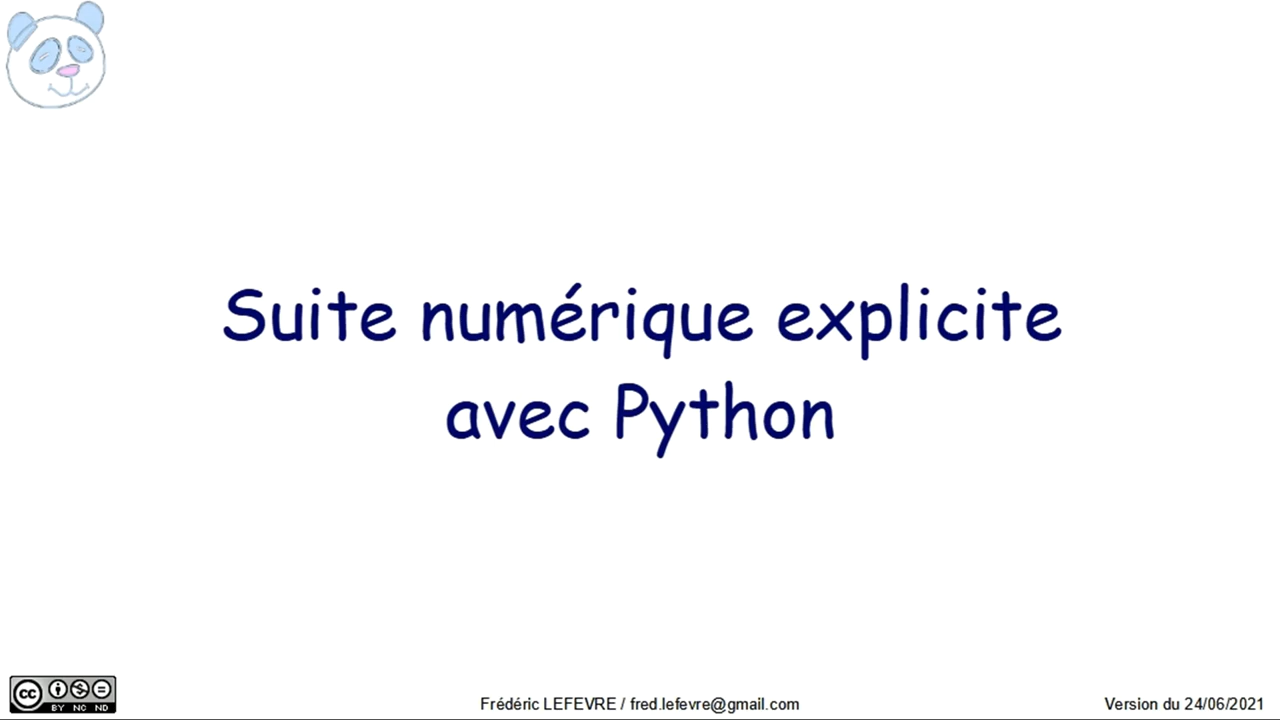 Suite numérique explicite
avec Python
cc
BY NC ND
Frédéric LEFEVRE / fred.lefevre@gmail.com
Version du 24/06/2021